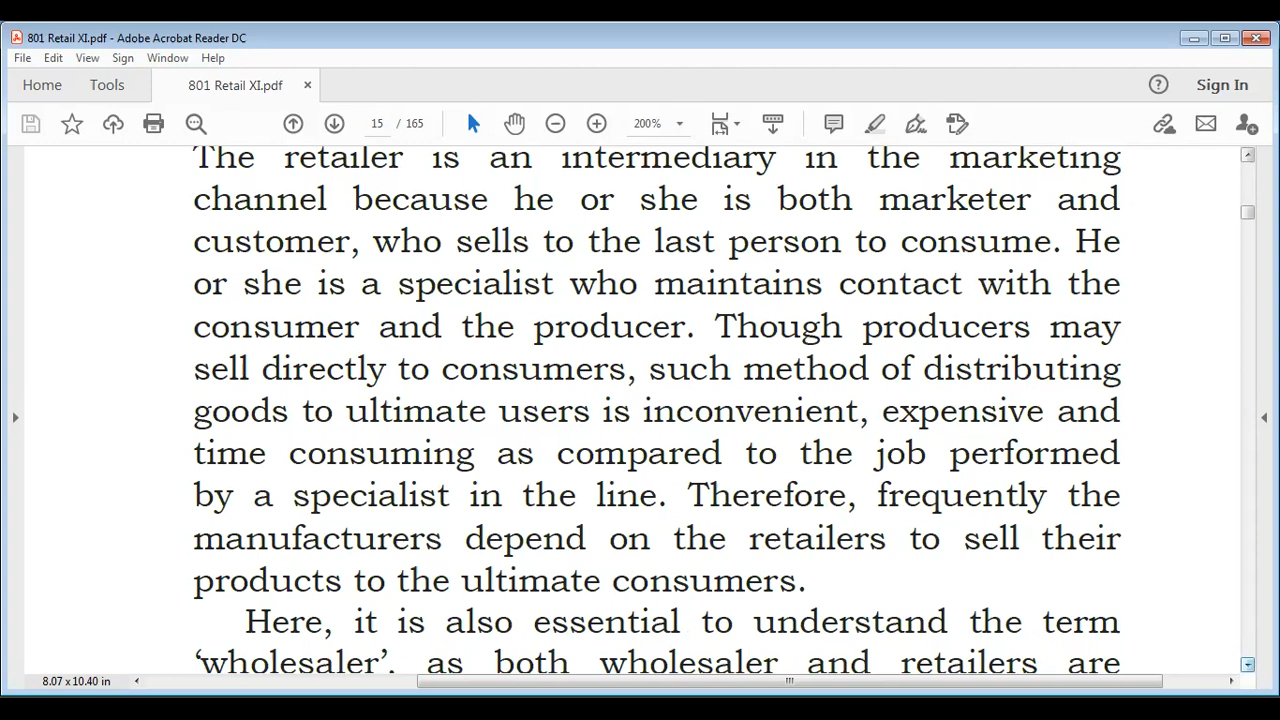 801 Retail XI.pdf - Adobe Acrobat Reader DC
File Edit View Sign Window Help
Home Tools 801 Retail XI.pdf × Sign In
15 / 165 200%
The retailer is an intermediary in the marketing
channel because he or she is both marketer and
customer, who sells to the last person to consume. He
or she is a specialist who maintains contact with the
consumer and the producer. Though producers may
sell directly to consumers, such method of distributing
goods to ultimate users is inconvenient, expensive and
time consuming as compared to the job performed
by a specialist in the line. Therefore, frequently the
manufacturers depend on the retailers to sell their
products to the ultimate consumers.
Here, it is also essential to understand the term
‘wholesaler’, as both wholesaler and retailers are
8.07 x 10.40 in